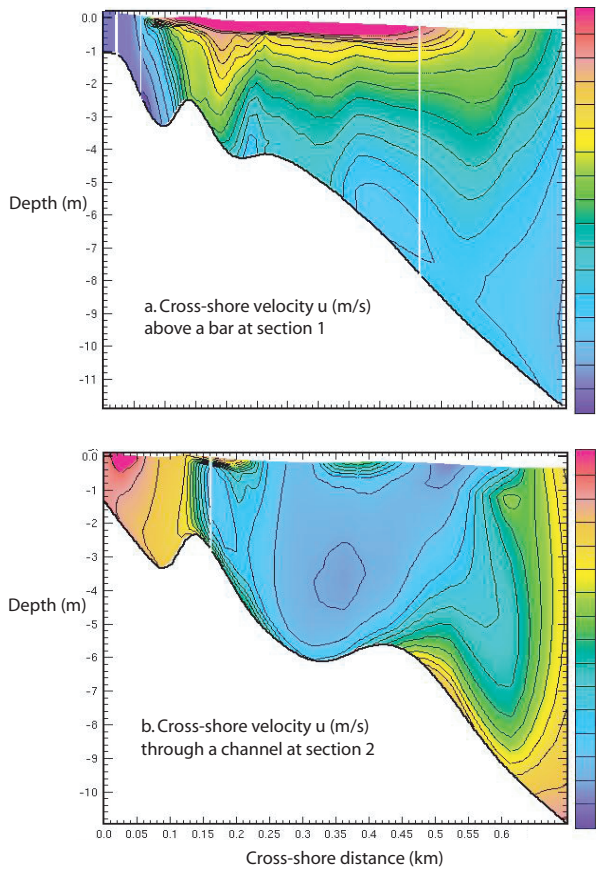 0.0
-1
-2
-3
-4
Depth (m)
-5
-6
-7
-8
a. Cross-shore velocity u (m/s)
-9
above a bar at section 1
-10
-11
0.0
-1
-2
-3
Depth (m)
-4
-5
-6
-7
b. Cross-shore velocity u (m/s)
-8
through a channel at section 2
-9
-10
0.0 0.05 0.1 0.15 0.2 0.25 0.3 0.35 0.4 0.45 0.5 0.55 0.6
Cross-shore distance (km)